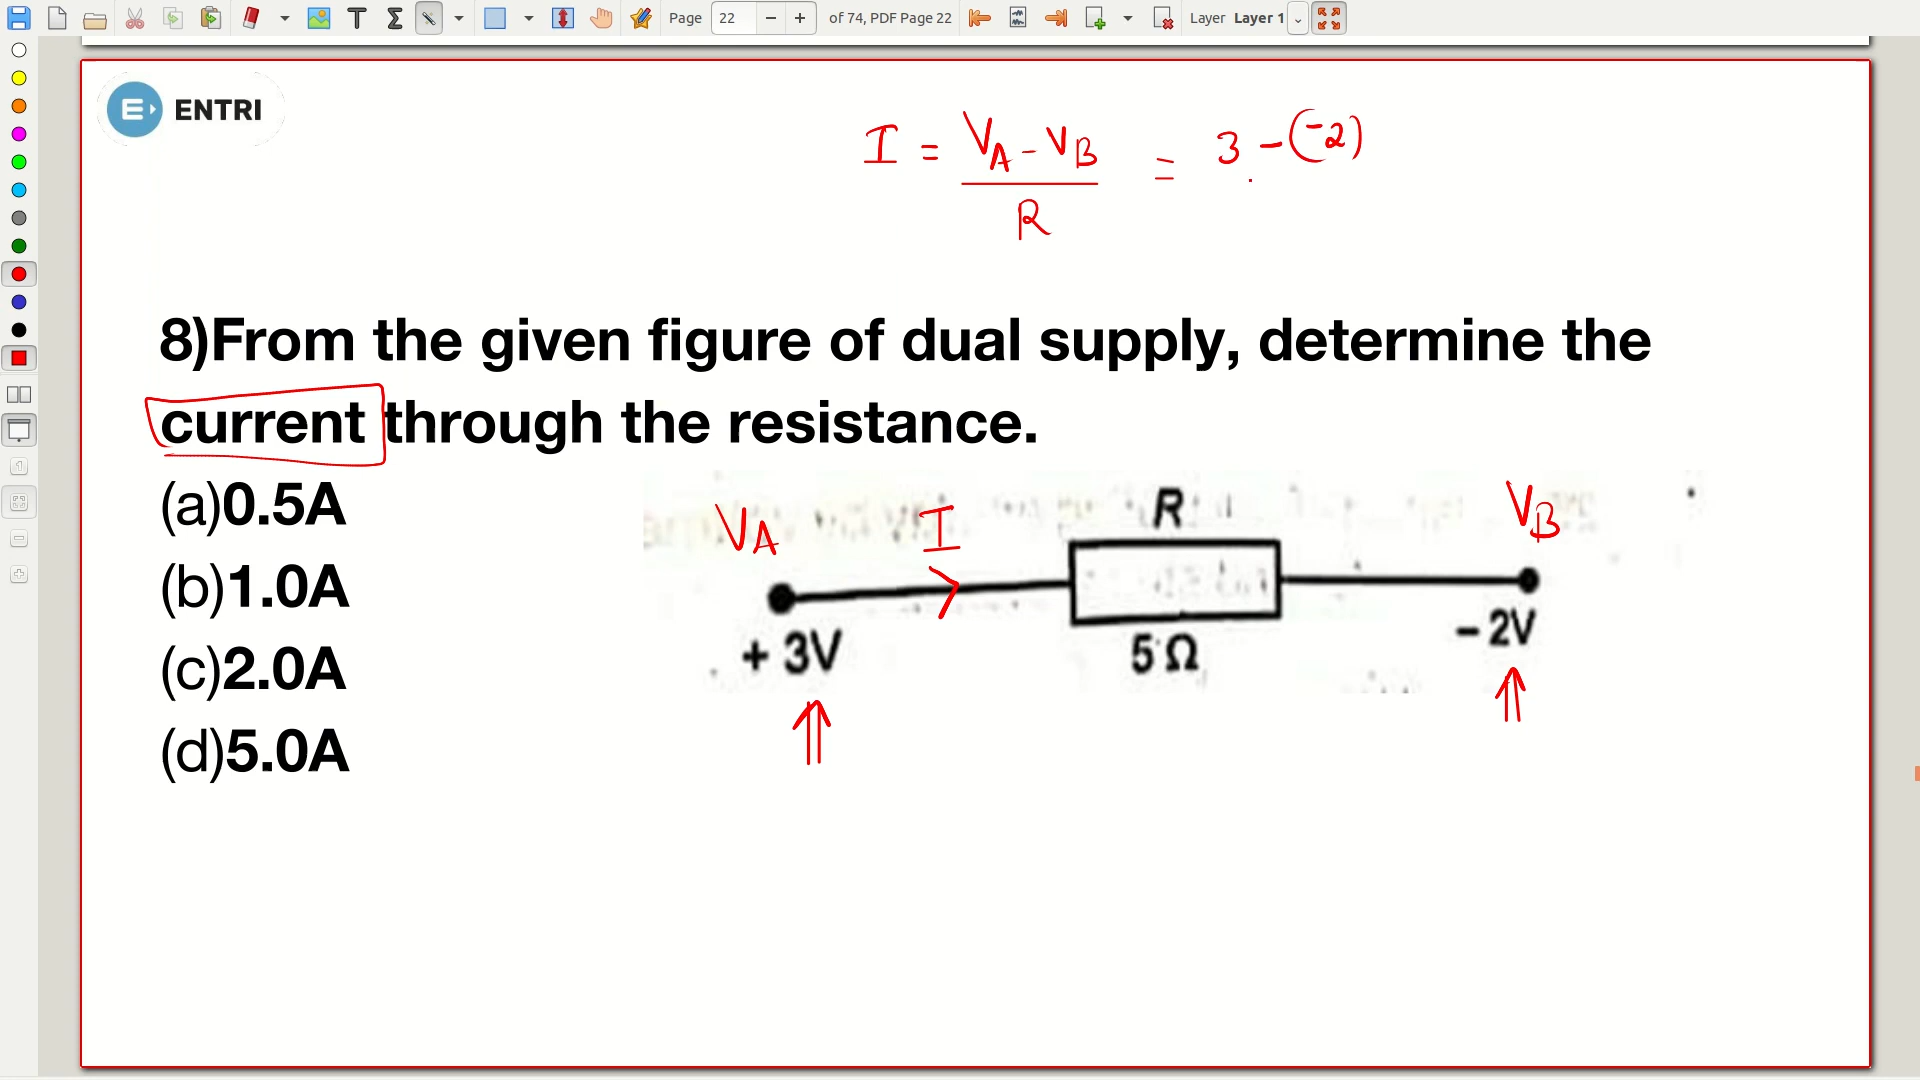 Page 22 of 74, PDF Page 22 Layer Layer 1
ENTRI
I = VA - VB = 3 - (-2)
R
8)From the given figure of dual supply, determine the
current through the resistance.
(a)0.5A
(b)1.0A
(c)2.0A
(d)5.0A
VA I R VB
+ 3V 5Ω - 2V